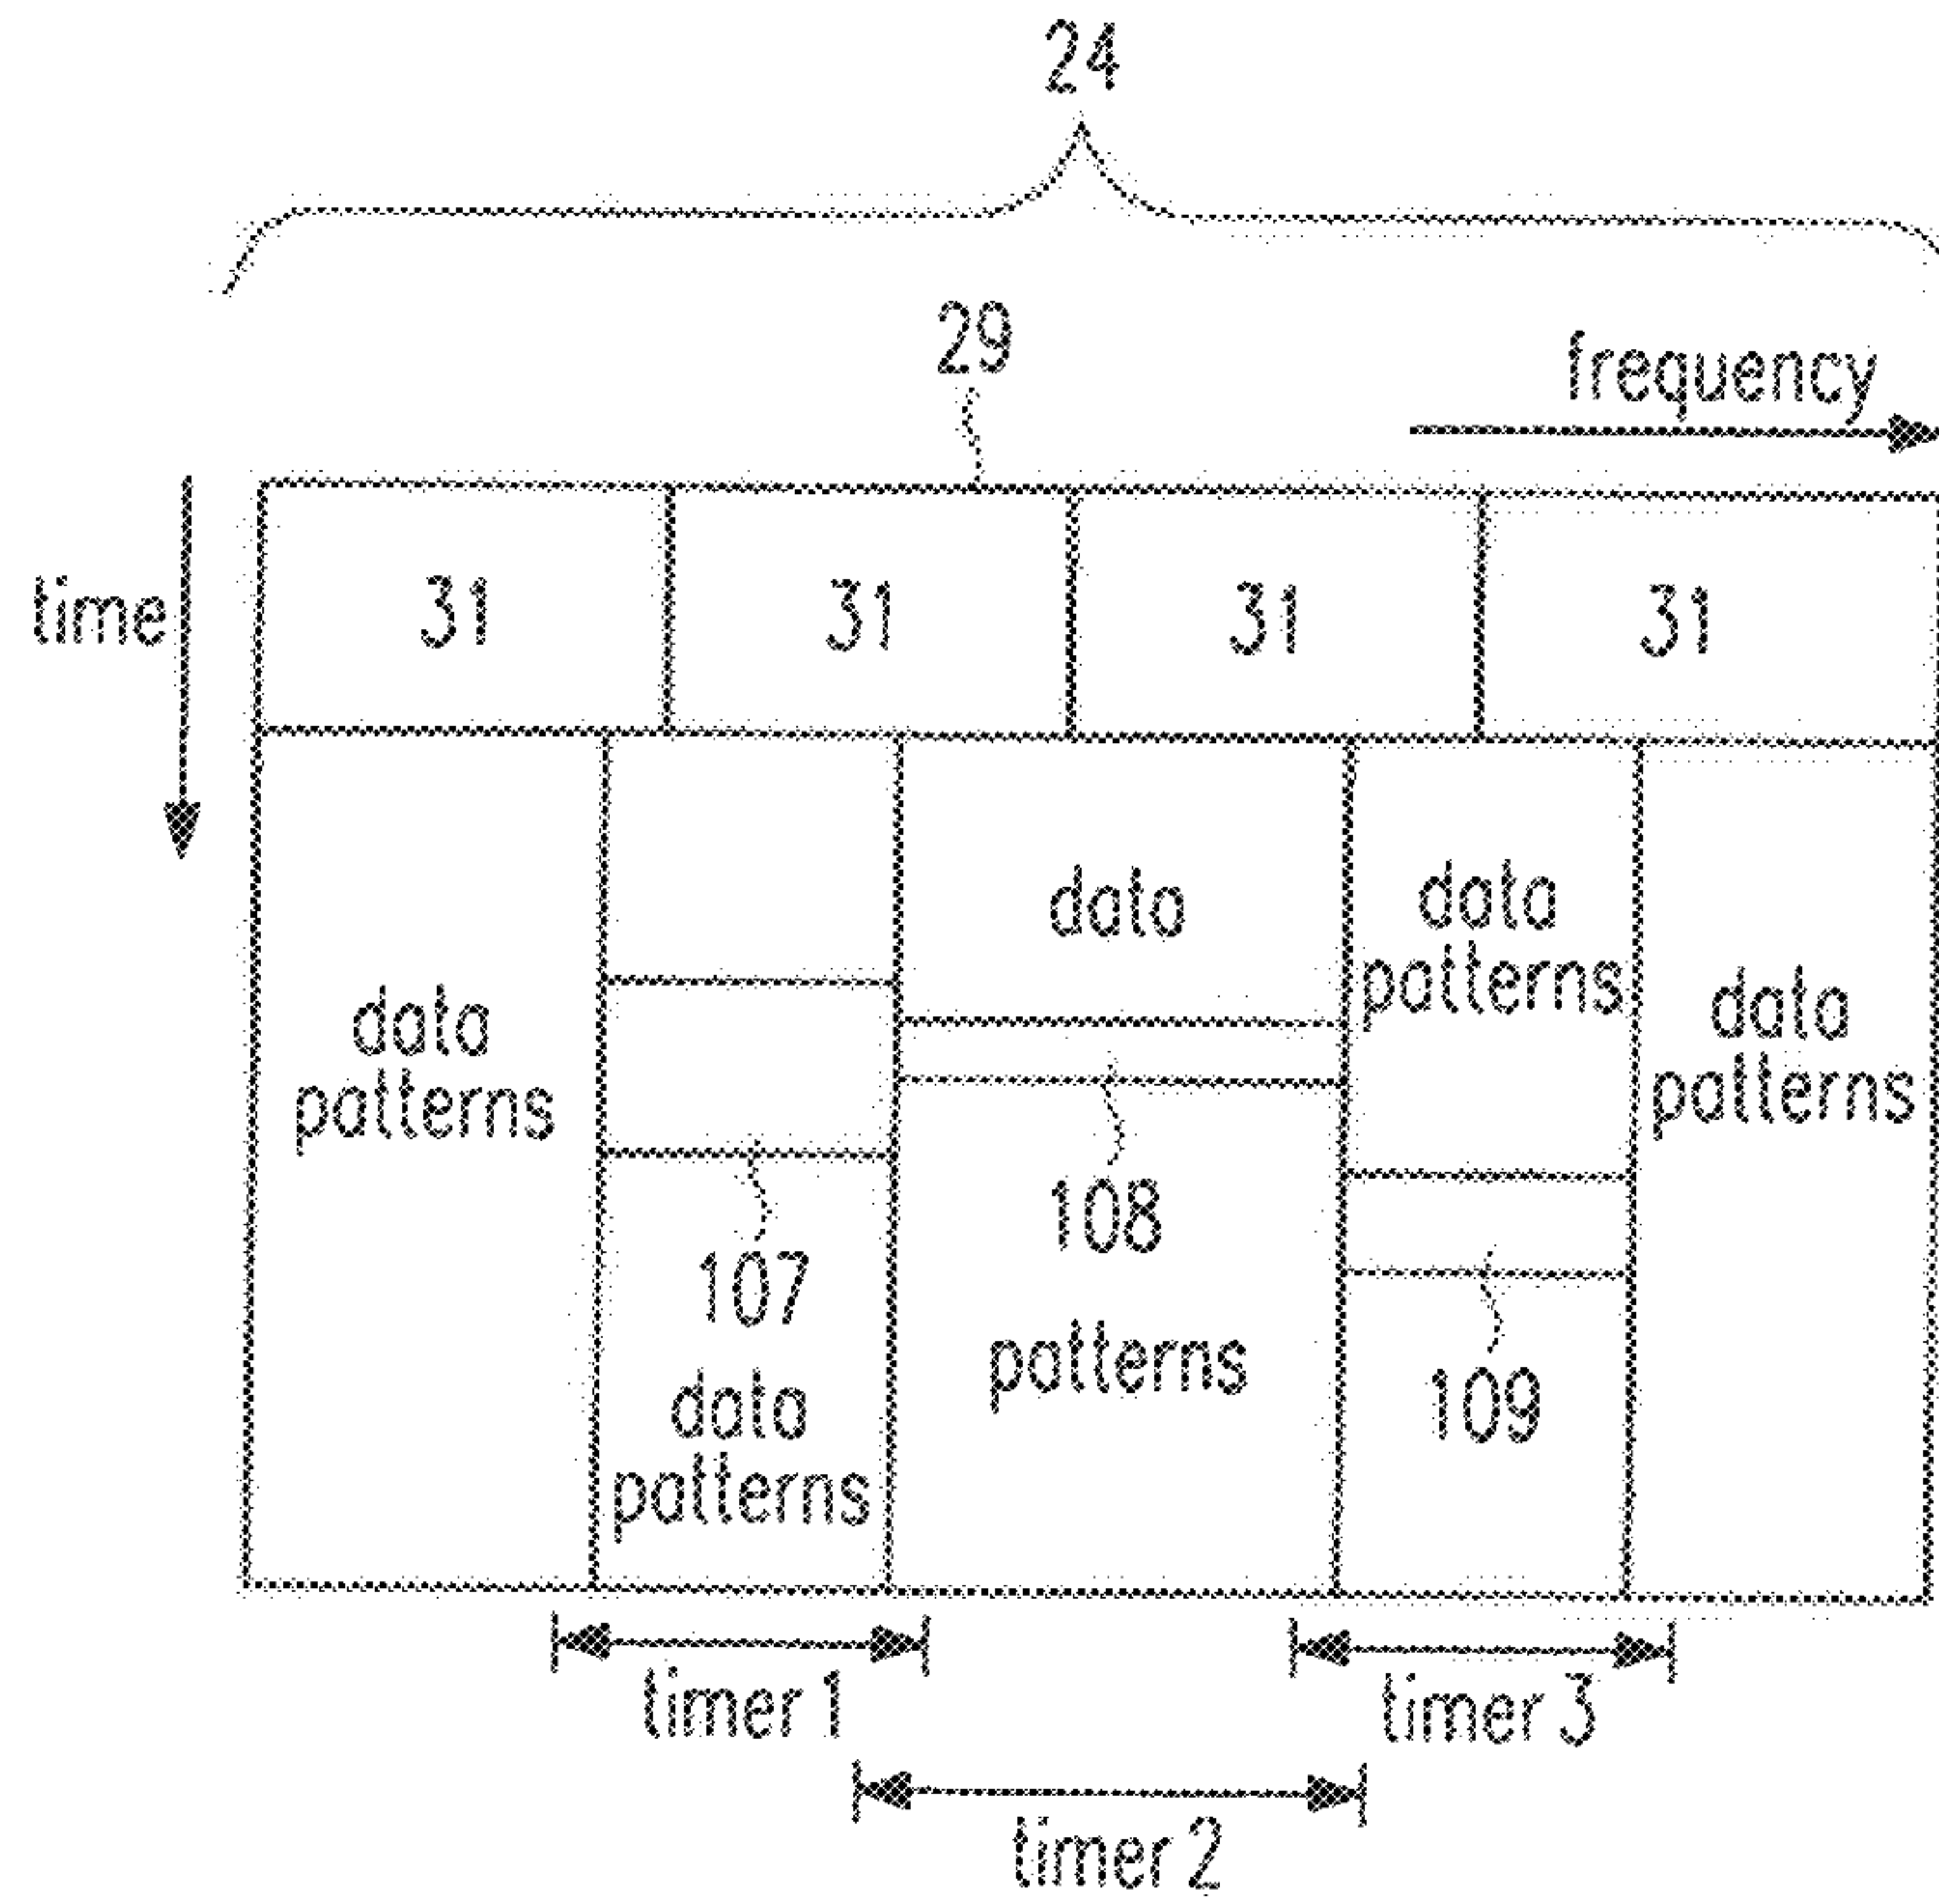 24
29
frequency
time
31 31 31 31
data
data
patterns
data
patterns
data
patterns
108
107
patterns
data
patterns
109
timer 1
timer 3
timer 2